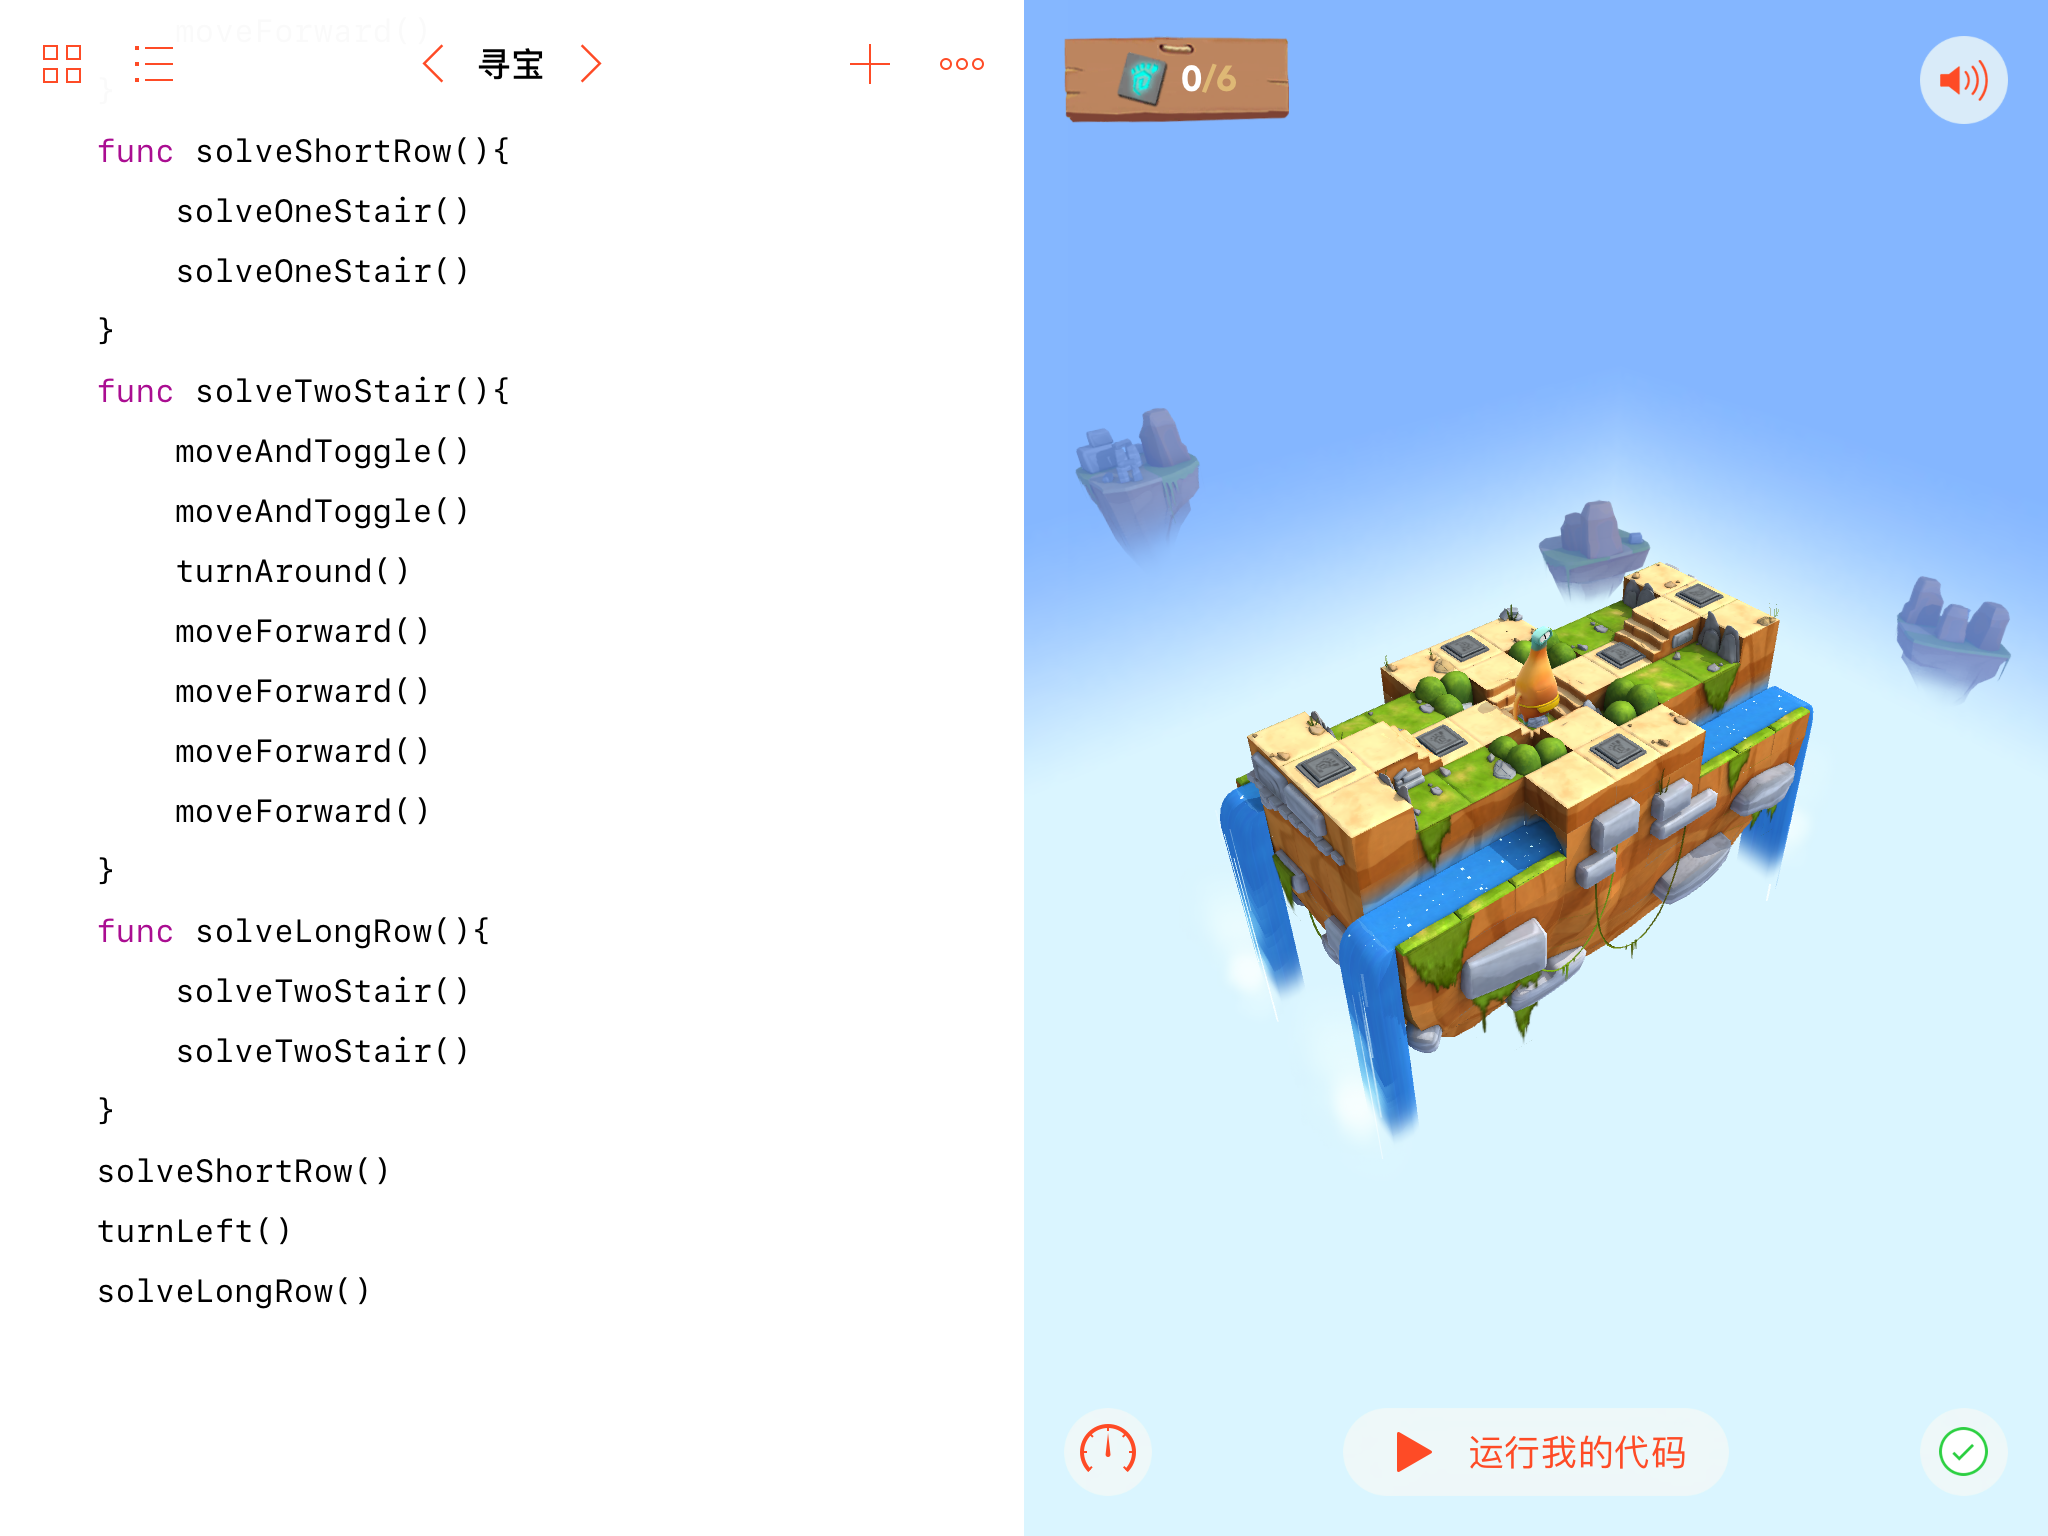 moveForward()
寻宝
}
func solveShortRow(){
    solveOneStair()
    solveOneStair()
}
func solveTwoStair(){
    moveAndToggle()
    moveAndToggle()
    turnAround()
    moveForward()
    moveForward()
    moveForward()
    moveForward()
}
func solveLongRow(){
    solveTwoStair()
    solveTwoStair()
}
solveShortRow()
turnLeft()
solveLongRow()
0/6
运行我的代码